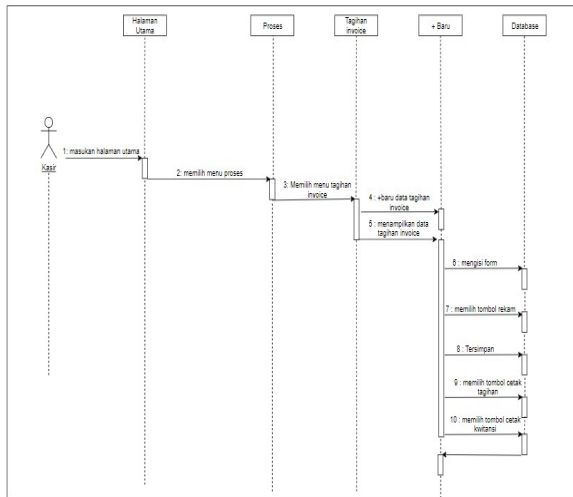 Halaman
Utama
Proses
Tagihan
invoice
+ Baru
Database
Kasir
1: masukan halaman utama
2: memilih menu proses
3: Memilih menu tagihan
invoice
4 : +baru data tagihan
invoice
5 : menampilkan data
tagihan invoice
6 : mengisi form
7 : memilih tombol rekam
8 : Tersimpan
9 : memilih tombol cetak
tagihan
10 : memilih tombol cetak
kwitansi